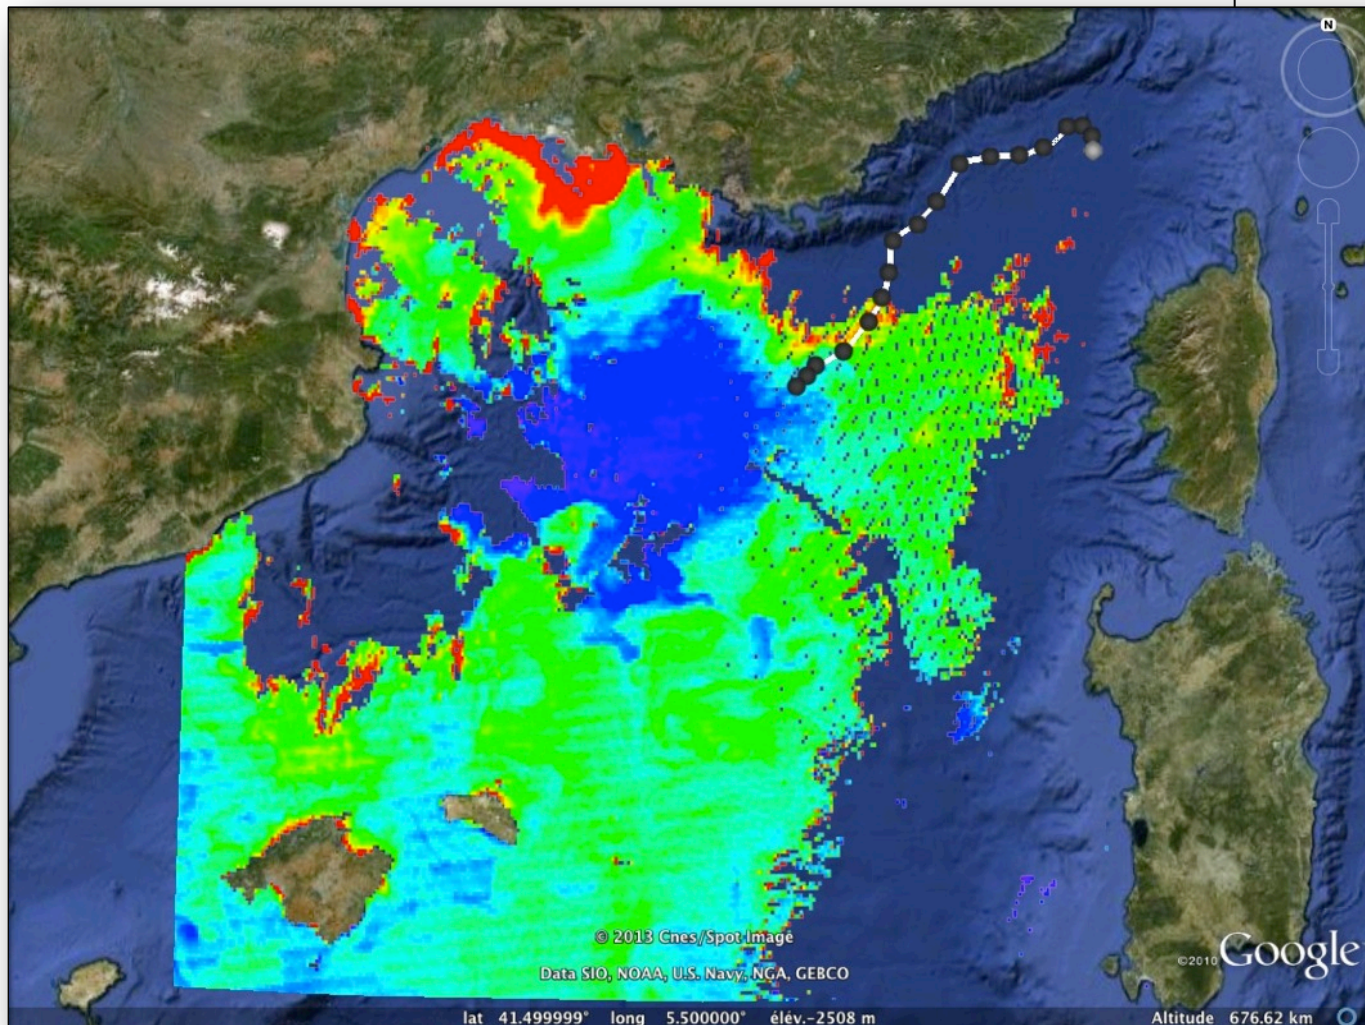 N
© 2013 Cnes/Spot Image
Data SIO, NOAA, U.S. Navy, NGA, GEBCO
©2010 Google
lat 41.499999° long 5.500000° élév.-2508 m Altitude 676.62 km